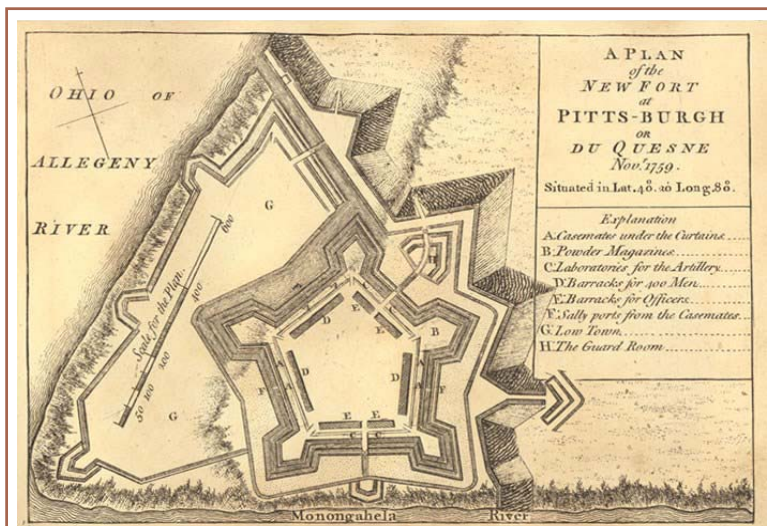 A PLAN
of the
NEW FORT
at
PITTS-BURGH
or
DU QUESNE
Novr. 1759.
Situated in Lat. 40. 26 Long. 80.
Explanation
A. Casemates under the Curtains
B. Powder Magazines
C. Laboratories for the Artillery
D. Barracks for 400 Men
E. Barracks for Officers
F. Sally ports from the Casemates
G. Low Town
H. The Guard Room
OHIO OR
ALLEGENY
RIVER
Scale for the Plan.
50 100 200 400 600
G
G
H
D
E
C
B
F
A
D
D
A
F
E
E
C
C
Monongahela River